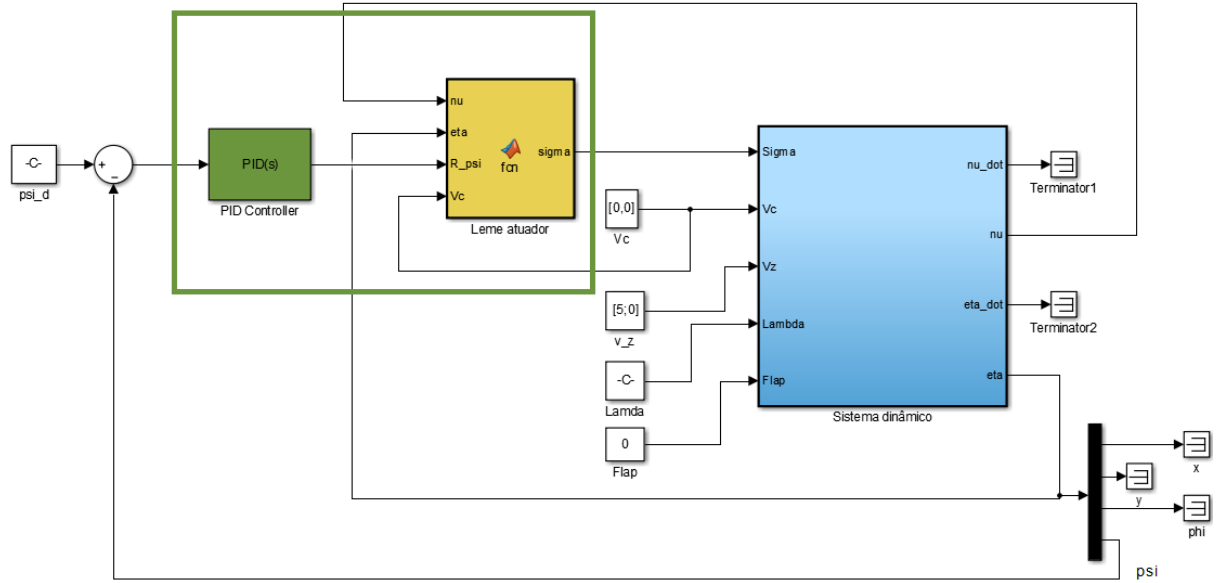 -C-
psi_d
+
−
PID(s)
PID Controller
nu
eta
R_psi
Vc
fcn
sigma
Leme atuador
[0,0]
Vc
[5;0]
v_z
-C-
Lamda
0
Flap
Sigma
Vc
Vz
Lambda
Flap
nu_dot
nu
eta_dot
eta
Sistema dinâmico
Terminator1
Terminator2
x
y
phi
psi